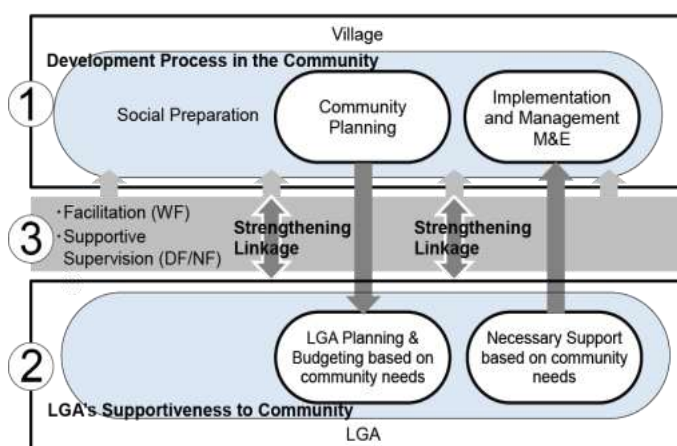 Village
Development Process in the Community
1
Social Preparation
Community
Planning
Implementation
and Management
M&E
3
・Facilitation (WF)
・Supportive
Supervision (DF/NF)
Strengthening
Linkage
Strengthening
Linkage
2
LGA Planning &
Budgeting based on
community needs
Necessary Support
based on community
needs
LGA's Supportiveness to Community
LGA